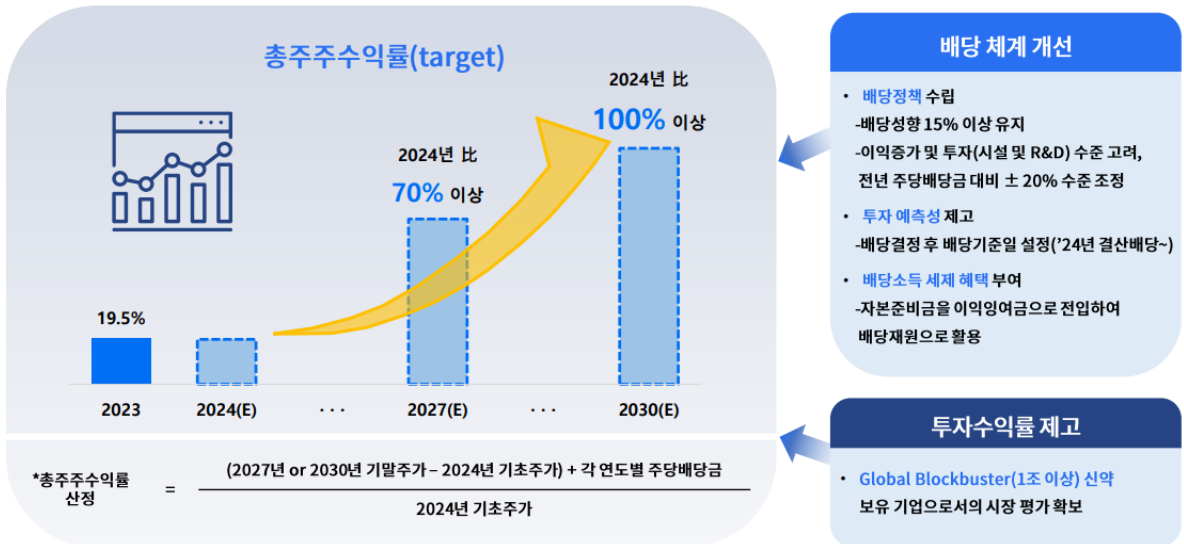 총주주수익률(target)
2024년 比
100% 이상
2024년 比
70% 이상
19.5%
2023
2024(E)
· · ·
2027(E)
· · ·
2030(E)
*총주주수익률
산정
=
(2027년 or 2030년 기말주가 – 2024년 기초주가) + 각 연도별 주당배당금
2024년 기초주가
배당 체계 개선
• 배당정책 수립
-배당성향 15% 이상 유지
-이익증가 및 투자(시설 및 R&D) 수준 고려,
전년 주당배당금 대비 ± 20% 수준 조정
• 투자 예측성 제고
-배당결정 후 배당기준일 설정(’24년 결산배당~)
• 배당소득 세제 혜택 부여
-자본준비금을 이익잉여금으로 전입하여
배당재원으로 활용
투자수익률 제고
• Global Blockbuster(1조 이상) 신약
보유 기업으로서의 시장 평가 확보